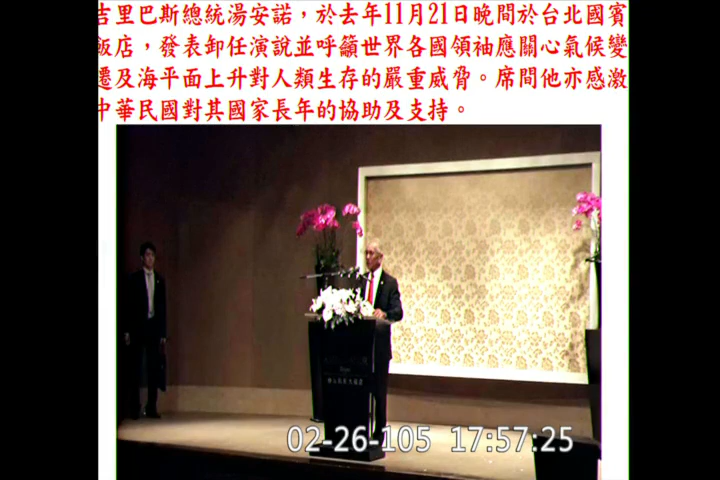 吉里巴斯總統湯安諾，於去年11月21日晚間於台北國賓
飯店，發表卸任演說並呼籲世界各國領袖應關心氣候變
遷及海平面上升對人類生存的嚴重威脅。席間他亦感激
中華民國對其國家長年的協助及支持。
02-26-105 17:57:25